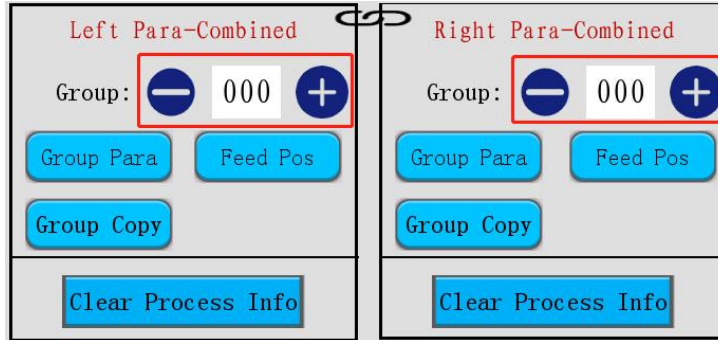 Left Para-Combined
Group: 000
Group Para Feed Pos
Group Copy
Clear Process Info
Right Para-Combined
Group: 000
Group Para Feed Pos
Group Copy
Clear Process Info